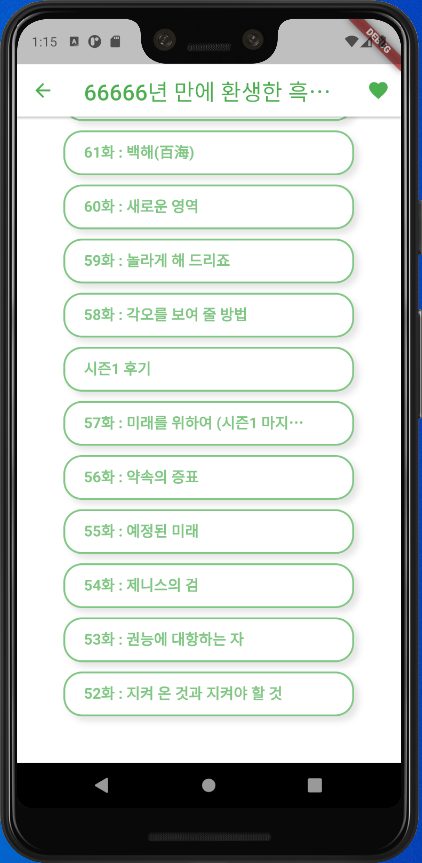 1:15
DEBUG
66666년 만에 환생한 흑…
61화 : 백해(百海)
60화 : 새로운 영역
59화 : 놀라게 해 드리죠
58화 : 각오를 보여 줄 방법
시즌1 후기
57화 : 미래를 위하여 (시즌1 마지…
56화 : 약속의 증표
55화 : 예정된 미래
54화 : 제니스의 검
53화 : 권능에 대항하는 자
52화 : 지켜 온 것과 지켜야 할 것